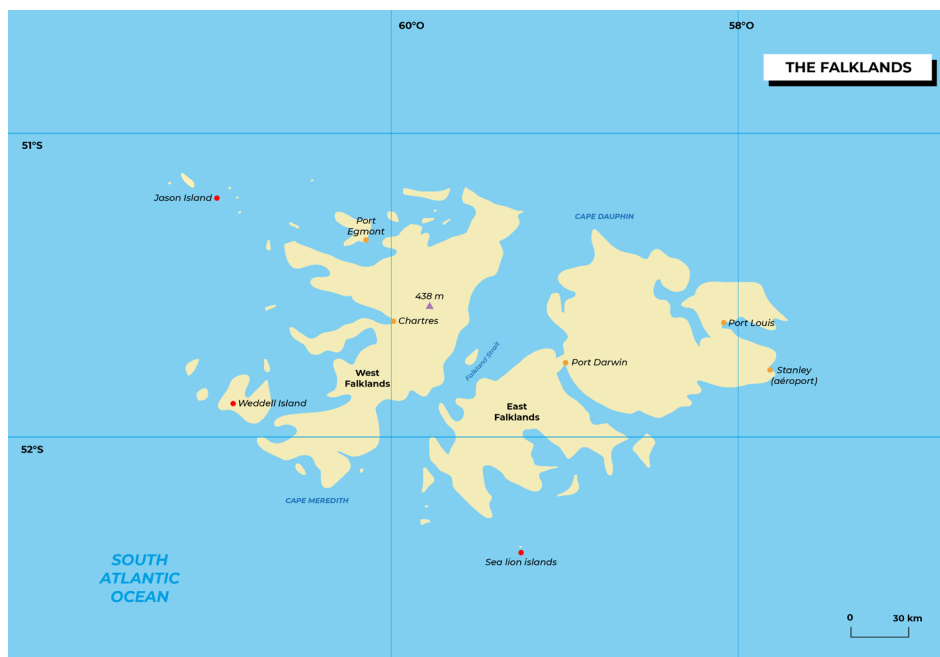 60°O
58°O
THE FALKLANDS
51°S
Jason Island
Port
Egmont
CAPE DAUPHIN
438 m
Chartres
Port Louis
Falkland Strait
Port Darwin
West
Falklands
Stanley
(aéroport)
Weddell Island
East
Falklands
52°S
CAPE MEREDITH
SOUTH
ATLANTIC
OCEAN
Sea lion islands
0
30 km